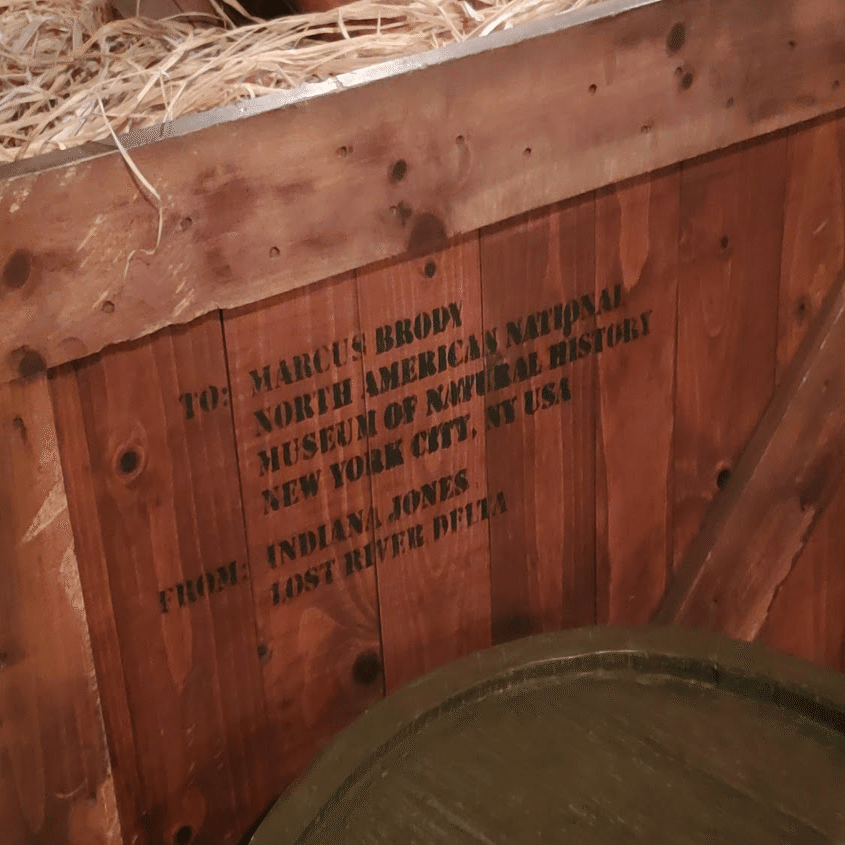 TO: MARCUS BRODY
NORTH AMERICAN NATIONAL
MUSEUM OF NATURAL HISTORY
NEW YORK CITY, NY USA
FROM: INDIANA JONES
LOST RIVER DELTA